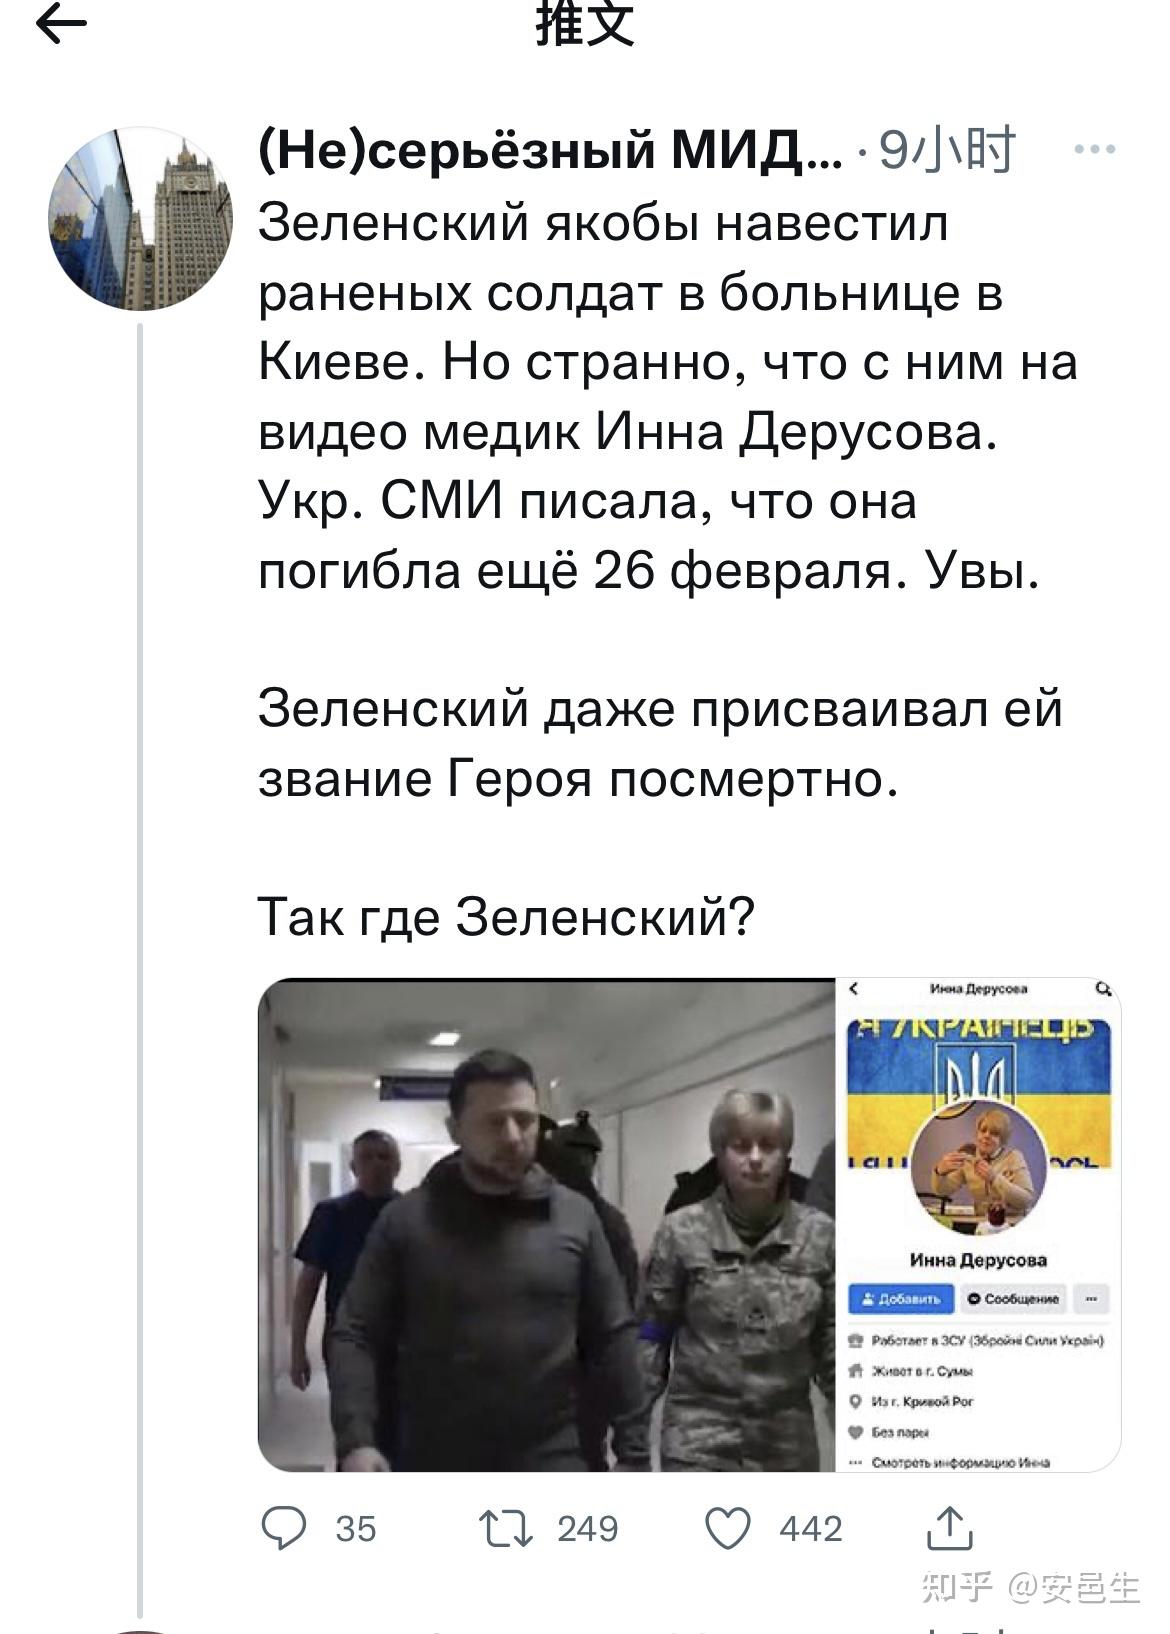 推文
(Не)серьёзный МИД... · 9小时
Зеленский якобы навестил
раненых солдат в больнице в
Киеве. Но странно, что с ним на
видео медик Инна Дерусова.
Укр. СМИ писала, что она
погибла ещё 26 февраля. Увы.
Зеленский даже присваивал ей
звание Героя посмертно.
Так где Зеленский?
Инна Дерусова
Я УКРАЇНЕЦЬ
Инна Дерусова
Добавить
Сообщение
Работает в ЗСУ (Збройні Сили Україн)
Живет в г. Сумы
Из г. Кривой Рог
Без пары
Смотреть информацию Инна
35 249 442
知乎 @安邑生